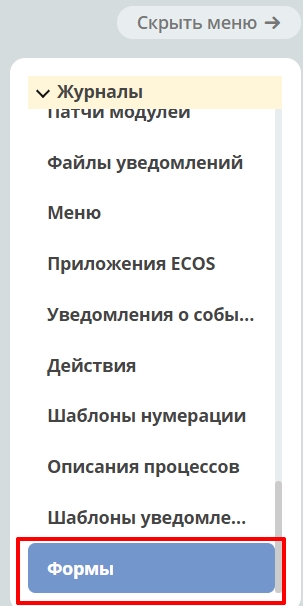 Скрыть меню →
Журналы
Патчи модулей
Файлы уведомлений
Меню
Приложения ECOS
Уведомления о собы...
Действия
Шаблоны нумерации
Описания процессов
Шаблоны уведомле...
Формы